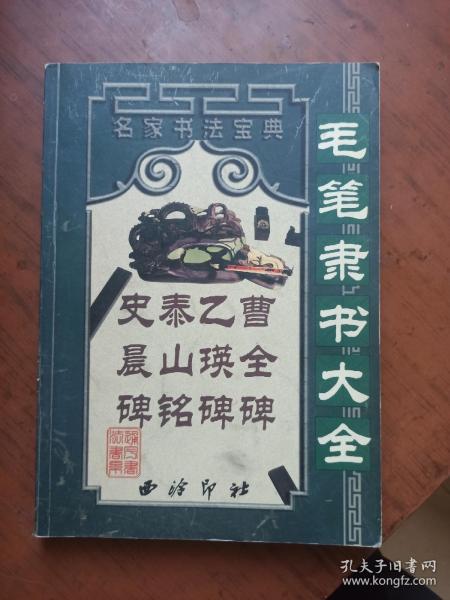 名家书法宝典
毛笔隶书大全
曹全碑
乙瑛碑
泰山铭
史晨碑
西泠印社
孔夫子旧书网
www.kongfz.com